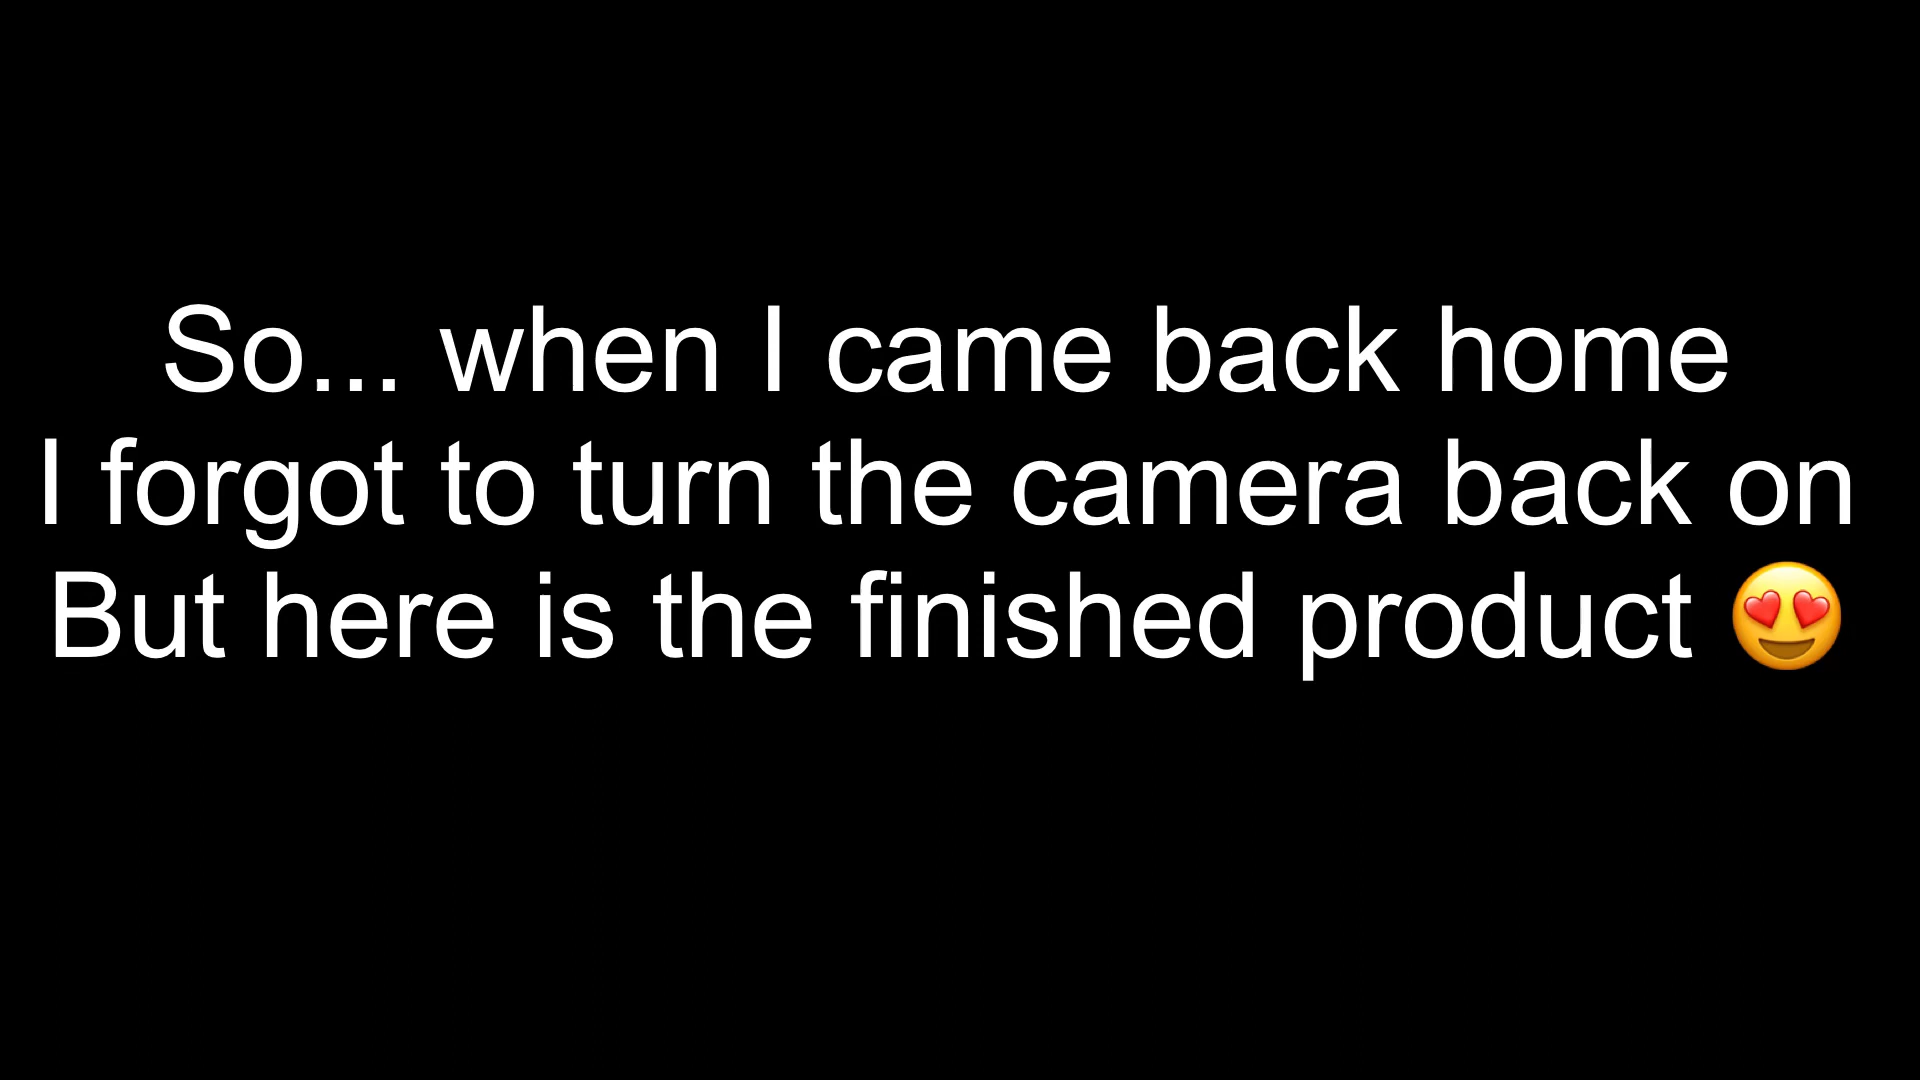 So... when I came back home
I forgot to turn the camera back on
But here is the finished product 😍